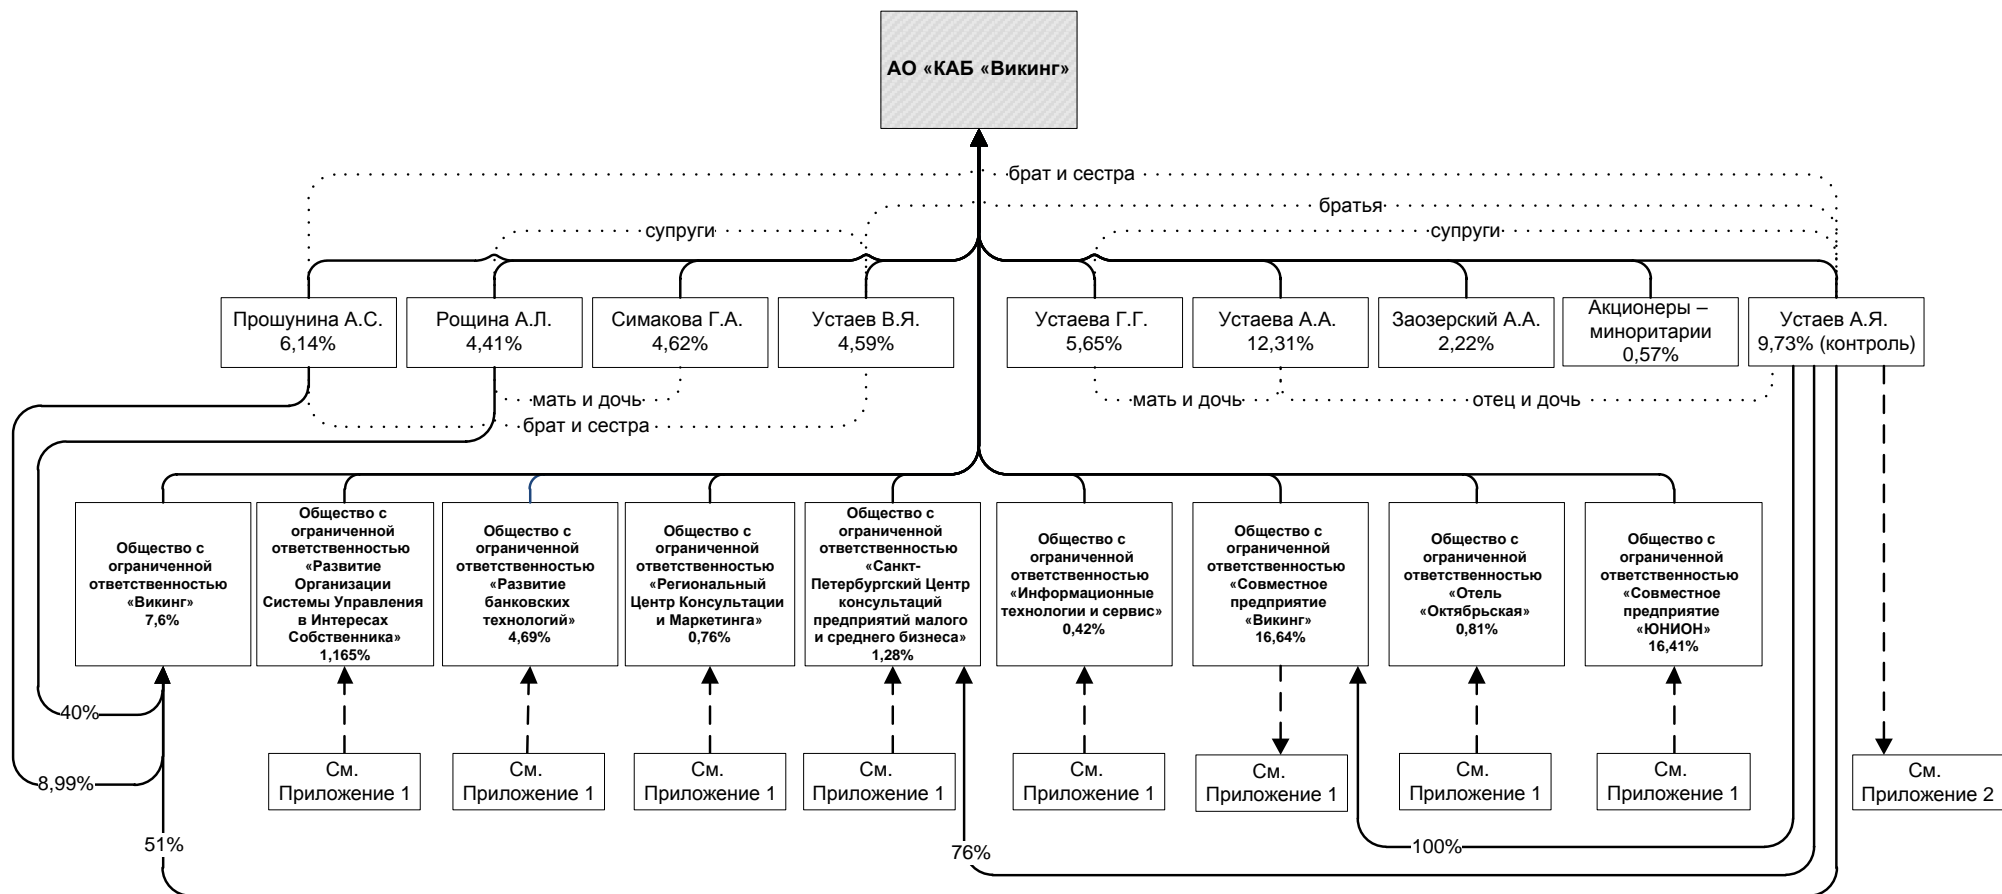 АО «КАБ «Викинг»
брат и сестра
братья
супруги
супруги
Прошунина А.С.
6,14%
Рощина А.Л.
4,41%
Симакова Г.А.
4,62%
Устаев В.Я.
4,59%
Устаева Г.Г.
5,65%
Устаева А.А.
12,31%
Заозерский А.А.
2,22%
Акционеры –
миноритарии
0,57%
Устаев А.Я.
9,73% (контроль)
мать и дочь
мать и дочь
отец и дочь
брат и сестра
Общество с
ограниченной
ответственностью
«Викинг»
7,6%
Общество с
ограниченной
ответственностью
«Развитие
Организации
Системы Управления
в Интересах
Собственника»
1,165%
Общество с
ограниченной
ответственностью
«Развитие
банковских
технологий»
4,69%
Общество с
ограниченной
ответственностью
«Региональный
Центр Консультации
и Маркетинга»
0,76%
Общество с
ограниченной
ответственностью
«Санкт-
Петербургский Центр
консультаций
предприятий малого
и среднего бизнеса»
1,28%
Общество с
ограниченной
ответственностью
«Информационные
технологии и сервис»
0,42%
Общество с
ограниченной
ответственностью
«Совместное
предприятие
«Викинг»
16,64%
Общество с
ограниченной
ответственностью
«Отель
«Октябрьская»
0,81%
Общество с
ограниченной
ответственностью
«Совместное
предприятие
«ЮНИОН»
16,41%
40%
8,99%
См.
Приложение 1
См.
Приложение 1
См.
Приложение 1
См.
Приложение 1
См.
Приложение 1
См.
Приложение 1
См.
Приложение 1
См.
Приложение 1
См.
Приложение 2
51%
76%
100%